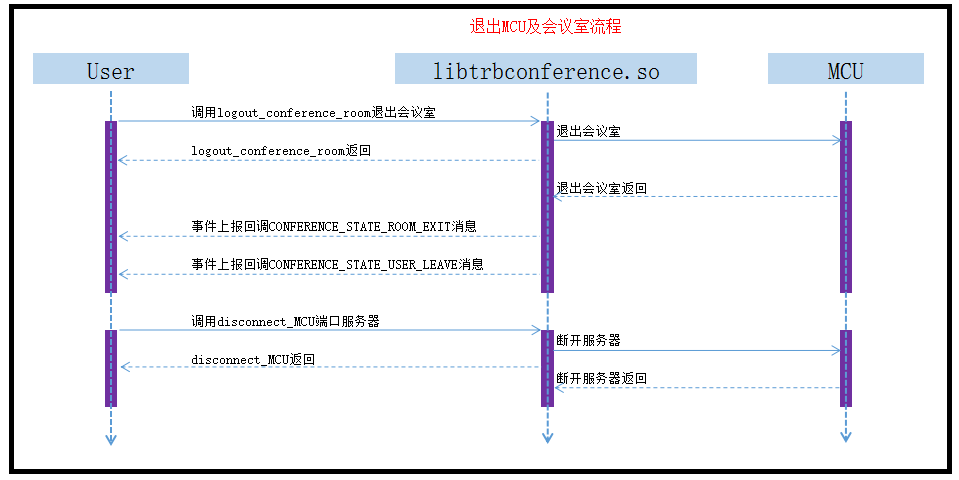 退出MCU及会议室流程
User
libtrbconference.so
MCU
调用logout_conference_room退出会议室
退出会议室
logout_conference_room返回
退出会议室返回
事件上报回调CONFERENCE_STATE_ROOM_EXIT消息
事件上报回调CONFERENCE_STATE_USER_LEAVE消息
调用disconnect_MCU端口服务器
断开服务器
disconnect_MCU返回
断开服务器返回